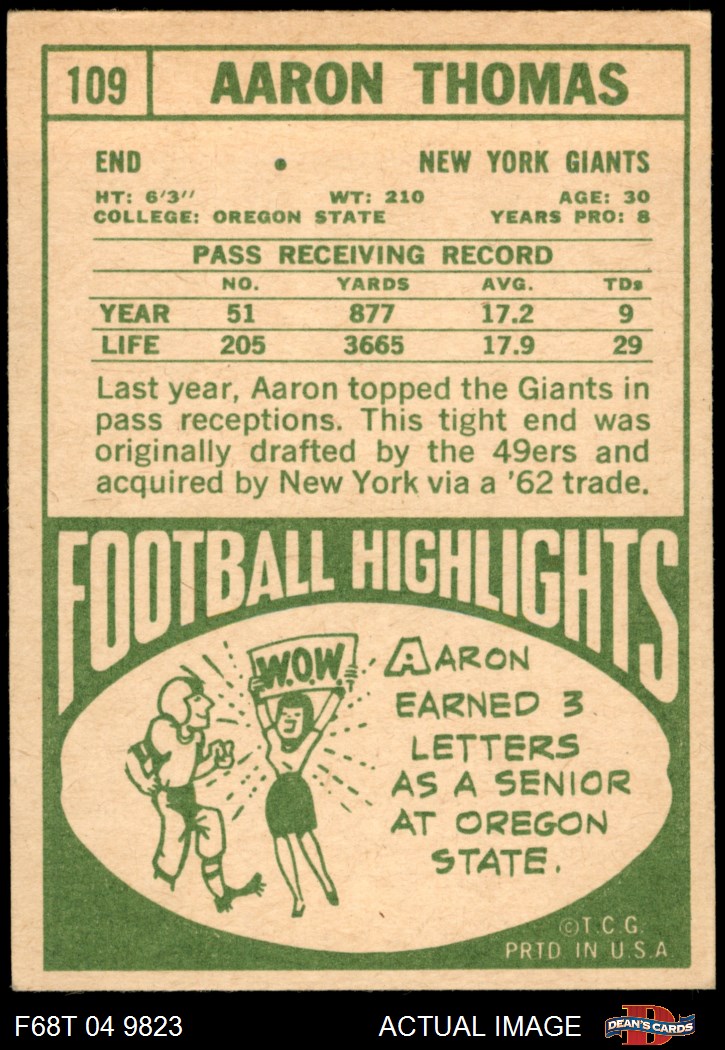 109 AARON THOMAS
END • NEW YORK GIANTS
HT: 6'3" WT: 210 AGE: 30
COLLEGE: OREGON STATE YEARS PRO: 8
PASS RECEIVING RECORD
NO. YARDS AVG. TDs
YEAR 51 877 17.2 9
LIFE 205 3665 17.9 29
Last year, Aaron topped the Giants in
pass receptions. This tight end was
originally drafted by the 49ers and
acquired by New York via a '62 trade.
FOOTBALL HIGHLIGHTS
W.O.W.
AARON
EARNED 3
LETTERS
AS A SENIOR
AT OREGON
STATE.
©T.C.G.
PRTD IN U.S.A.
F68T 04 9823 ACTUAL IMAGE
D
DEAN'S CARDS